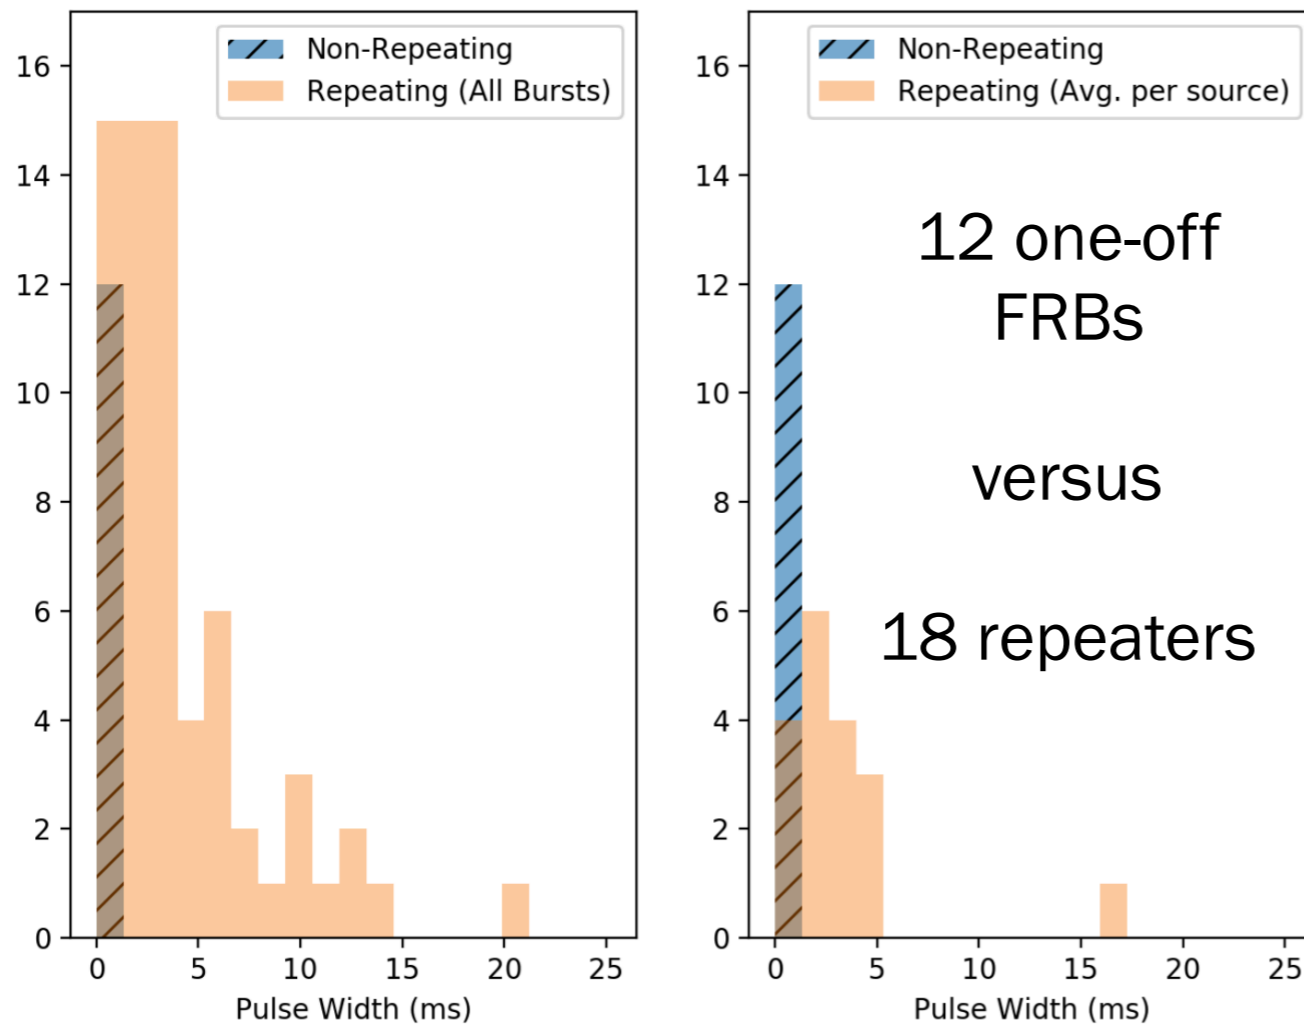 Non-Repeating
Repeating (All Bursts)
16
14
12
10
8
6
4
2
0
0 5 10 15 20 25
Pulse Width (ms)
Non-Repeating
Repeating (Avg. per source)
16
14
12
10
8
6
4
2
0
12 one-off
FRBs
versus
18 repeaters
0 5 10 15 20 25
Pulse Width (ms)